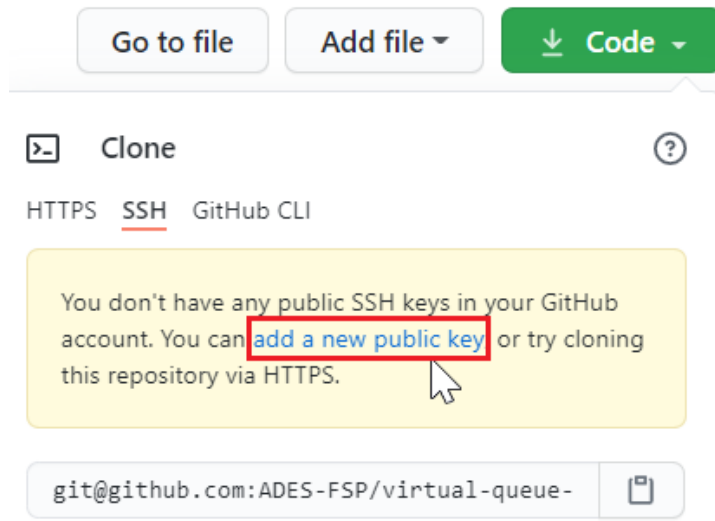 Go to file Add file Code
Clone
HTTPS SSH GitHub CLI
You don't have any public SSH keys in your GitHub
account. You can add a new public key or try cloning
this repository via HTTPS.
git@github.com:ADES-FSP/virtual-queue-